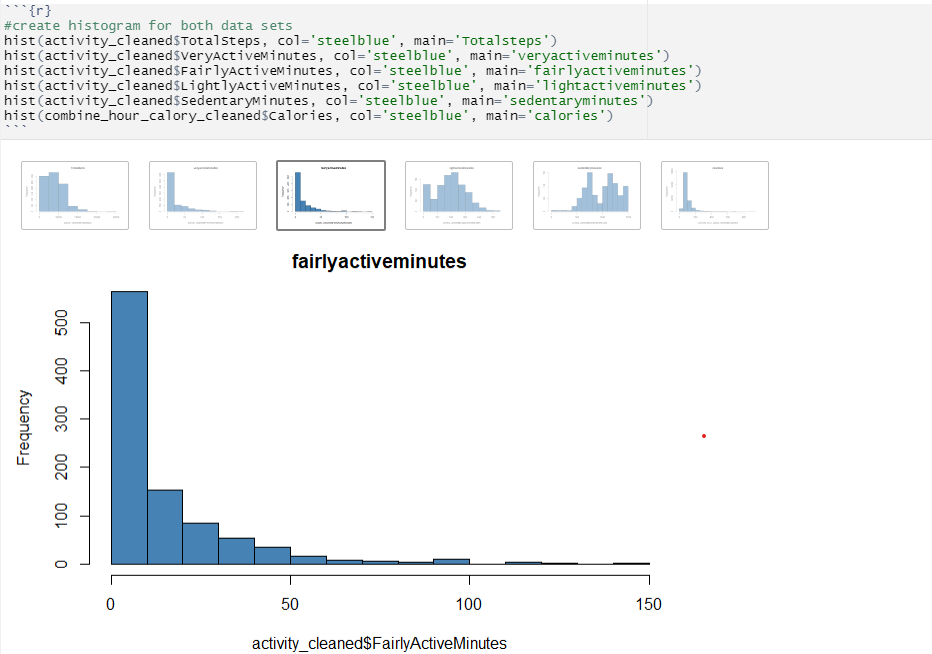 ```{r}
#create histogram for both data sets
hist(activity_cleaned$TotalSteps, col='steelblue', main='Totalsteps')
hist(activity_cleaned$VeryActiveMinutes, col='steelblue', main='veryactiveminutes')
hist(activity_cleaned$FairlyActiveMinutes, col='steelblue', main='fairlyactiveminutes')
hist(activity_cleaned$LightlyActiveMinutes, col='steelblue', main='lightactiveminutes')
hist(activity_cleaned$SedentaryMinutes, col='steelblue', main='sedentaryminutes')
hist(combine_hour_calory_cleaned$Calories, col='steelblue', main='calories')
```
fairlyactiveminutes
Frequency
500
400
300
200
100
0
0 50 100 150
activity_cleaned$FairlyActiveMinutes